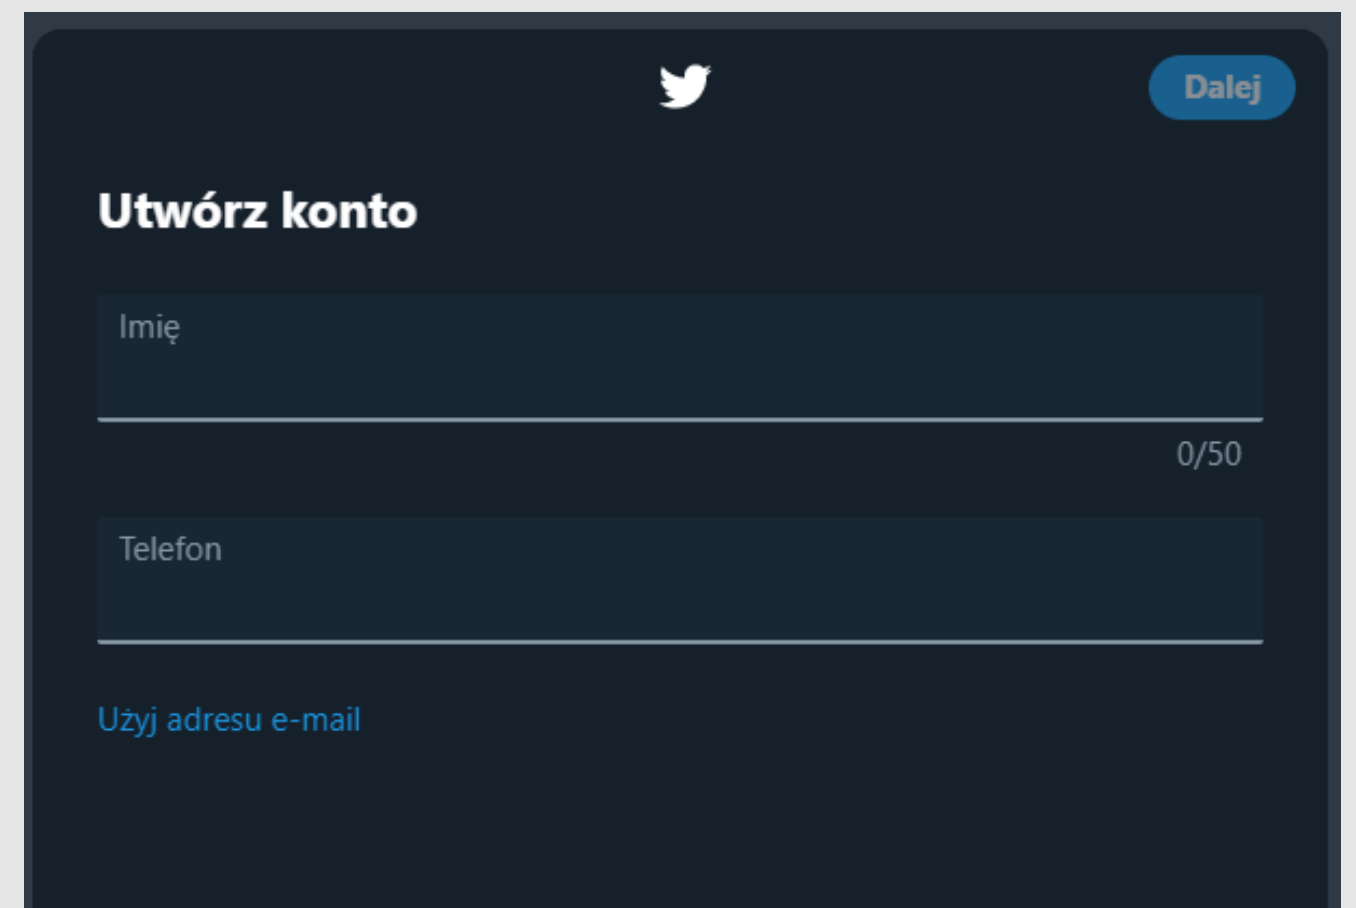 Dalej
Utwórz konto
Imię
0/50
Telefon
Użyj adresu e-mail